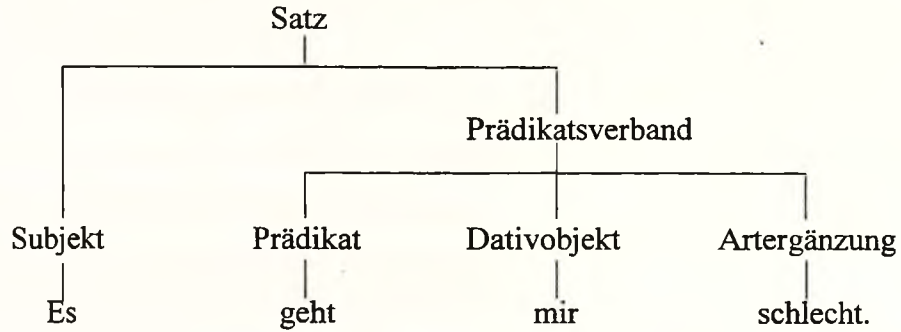 Satz
Prädikatsverband
Subjekt Prädikat Dativobjekt Artergänzung
Es geht mir schlecht.